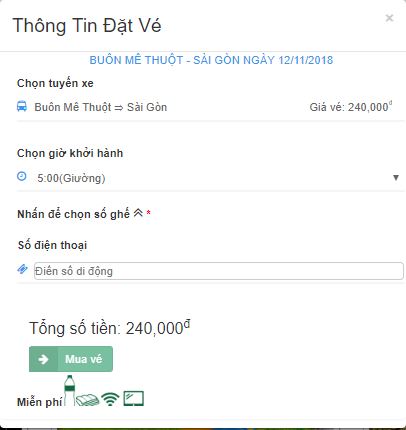 Thông Tin Đặt Vé ×
BUÔN MÊ THUỘT - SÀI GÒN NGÀY 12/11/2018
Chọn tuyến xe
Buôn Mê Thuột ⇒ Sài Gòn Giá vé: 240,000đ
Chọn giờ khởi hành
5:00(Giường)
Nhấn để chọn số ghế *
Số điện thoại
Điền số di động
Tổng số tiền: 240,000đ
Mua vé
Miễn phí